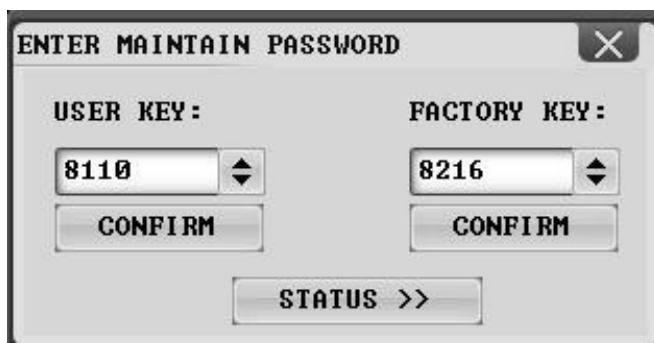 ENTER MAINTAIN PASSWORD
USER KEY: FACTORY KEY:
8110 8216
CONFIRM CONFIRM
STATUS >>